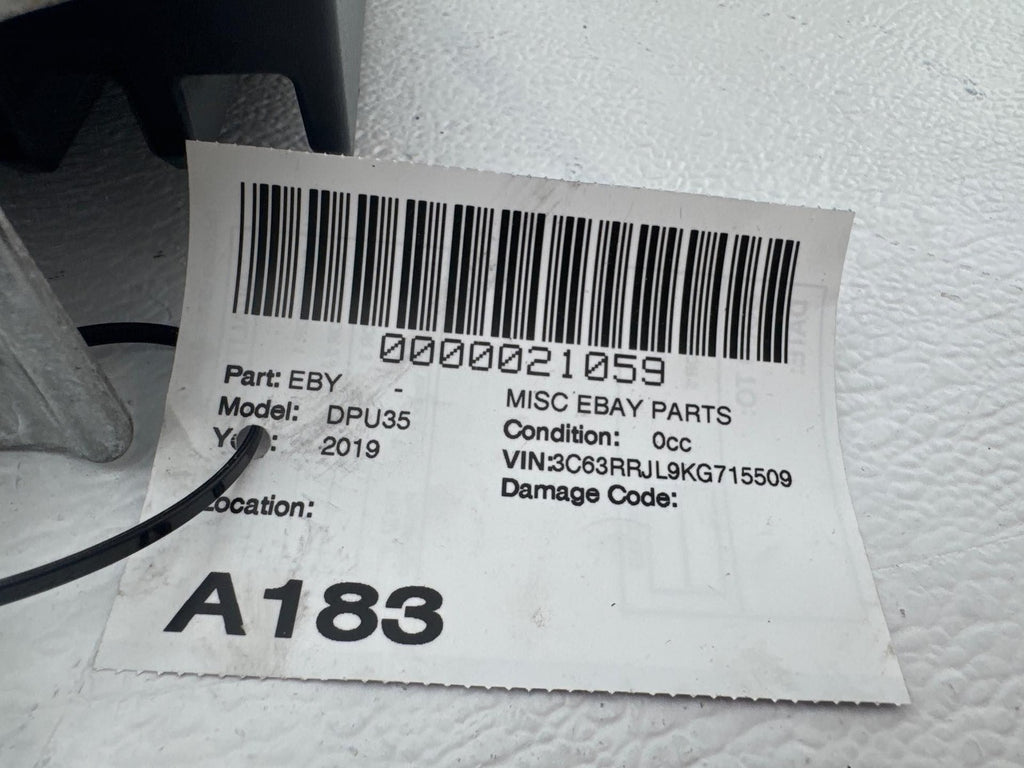 0000021059
Part: EBY -
MISC EBAY PARTS
Model: DPU35
Condition: 0cc
2019
VIN:3C63RRJL9KG715509
Damage Code:
Location:
A183